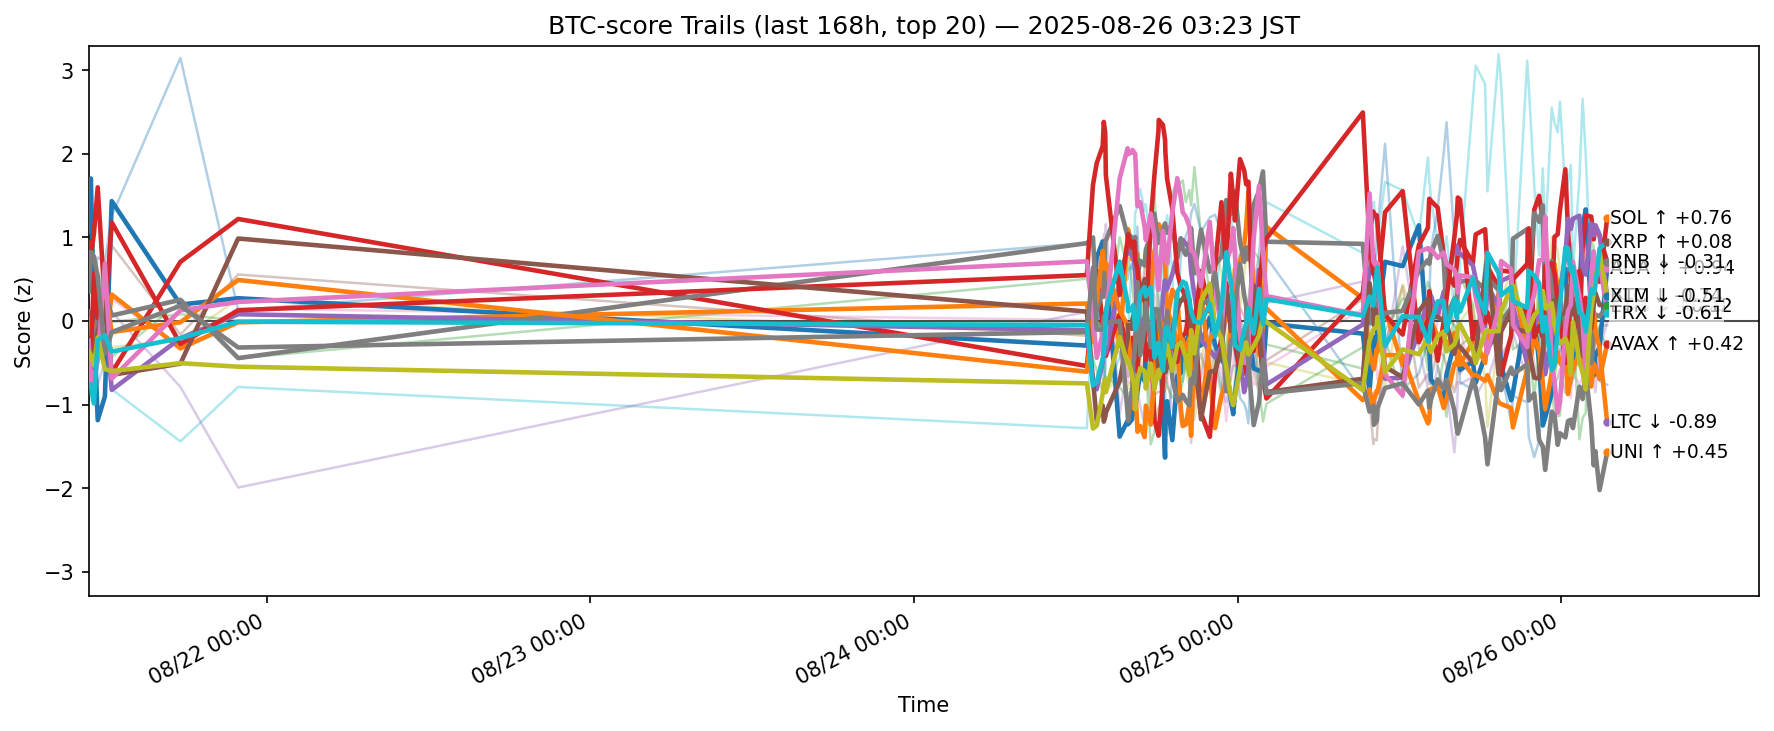 BTC-score Trails (last 168h, top 20) — 2025-08-26 03:23 JST
Score (z)
3
2
1
0
−1
−2
−3
SOL ↑ +0.76
XRP ↑ +0.08
BNB ↓ -0.31
ADA ↑
XLM ↓ -0.51
TRX ↓ -0.61
AVAX ↑ +0.42
LTC ↓ -0.89
UNI ↑ +0.45
08/22 00:00
08/23 00:00
08/24 00:00
08/25 00:00
08/26 00:00
Time